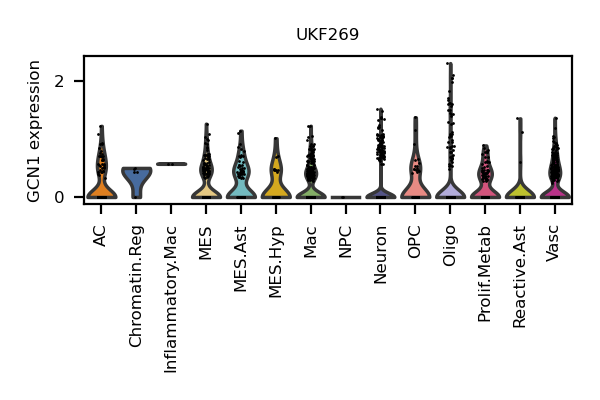 UKF269
GCN1 expression
2
0
AC
Chromatin.Reg
Inflammatory.Mac
MES
MES.Ast
MES.Hyp
Mac
NPC
Neuron
OPC
Oligo
Prolif.Metab
Reactive.Ast
Vasc